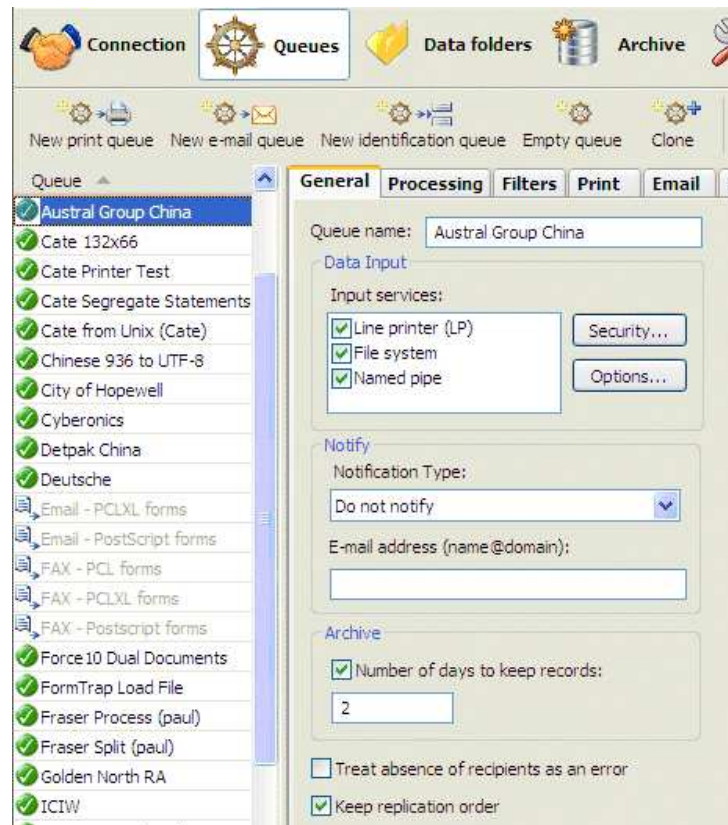 Connection
Queues
Data folders
Archive
New print queue
New e-mail queue
New identification queue
Empty queue
Clone
Queue
Austral Group China
Cate 132x66
Cate Printer Test
Cate Segregate Statements
Cate from Unix (Cate)
Chinese 936 to UTF-8
City of Hopewell
Cyberonics
Detpak China
Deutsche
Email - PCLXL forms
Email - PostScript forms
FAX - PCL forms
FAX - PCLXL forms
FAX - Postscript forms
Force10 Dual Documents
FormTrap Load File
Fraser Process (paul)
Fraser Split (paul)
Golden North RA
ICIW
General
Processing
Filters
Print
Email
Queue name:
Austral Group China
Data Input
Input services:
Line printer (LP)
File system
Named pipe
Security...
Options...
Notify
Notification Type:
Do not notify
E-mail address (name@domain):
Archive
Number of days to keep records:
2
Treat absence of recipients as an error
Keep replication order